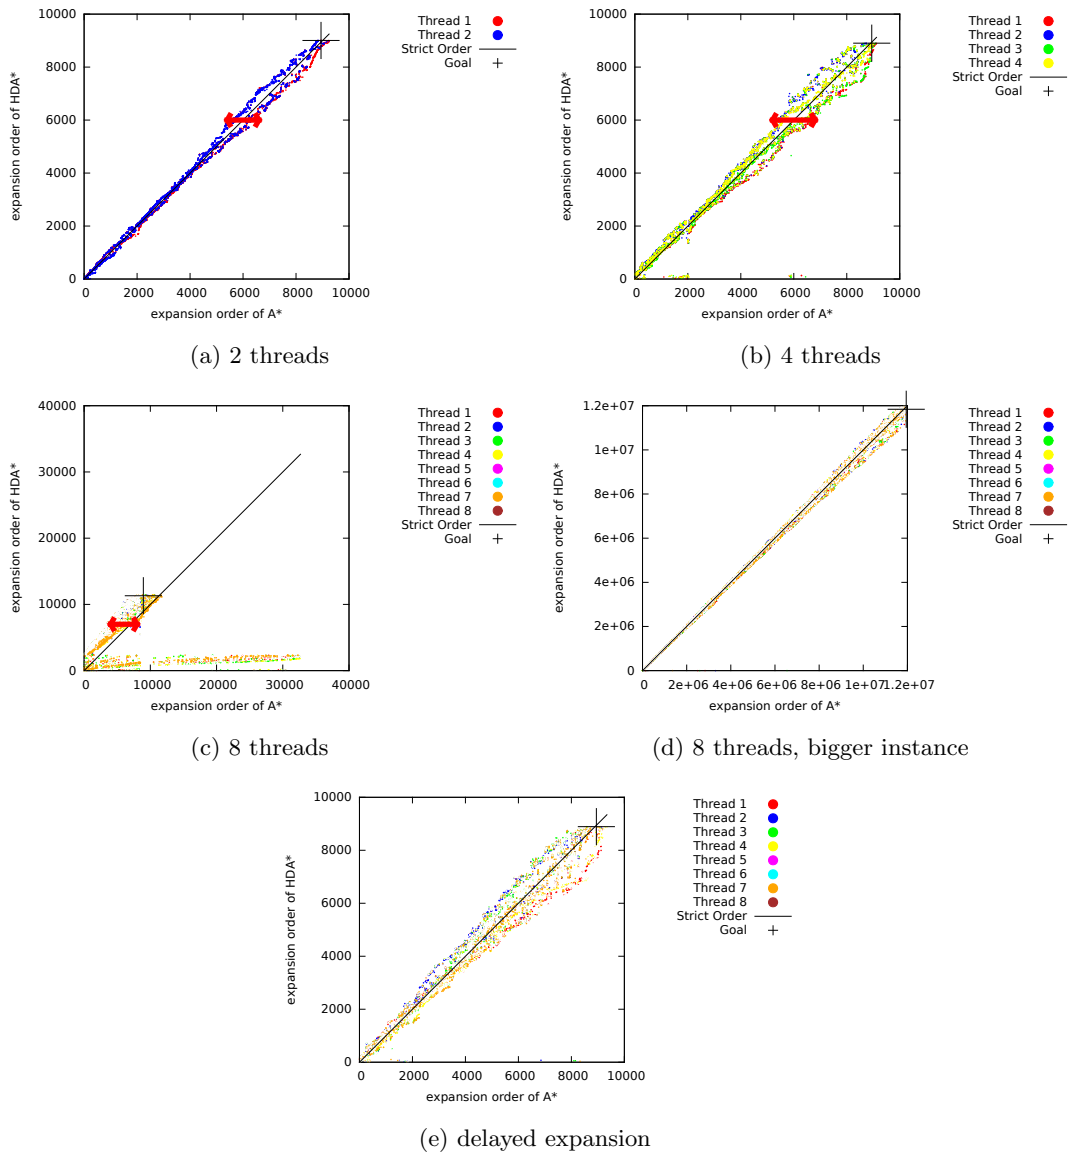 10000
8000
6000
4000
2000
0
0 2000 4000 6000 8000 10000
expansion order of HDA*
expansion order of A*
Thread 1
Thread 2
Strict Order
Goal
(a) 2 threads
10000
8000
6000
4000
2000
0
0 2000 4000 6000 8000 10000
expansion order of HDA*
expansion order of A*
Thread 1
Thread 2
Thread 3
Thread 4
Strict Order
Goal
(b) 4 threads
40000
30000
20000
10000
0
0 10000 20000 30000 40000
expansion order of HDA*
expansion order of A*
Thread 1
Thread 2
Thread 3
Thread 4
Thread 5
Thread 6
Thread 7
Thread 8
Strict Order
Goal
(c) 8 threads
1.2e+07
1e+07
8e+06
6e+06
4e+06
2e+06
0
0 2e+06 4e+06 6e+06 8e+06 1e+07 1.2e+07
expansion order of HDA*
expansion order of A*
Thread 1
Thread 2
Thread 3
Thread 4
Thread 5
Thread 6
Thread 7
Thread 8
Strict Order
Goal
(d) 8 threads, bigger instance
10000
8000
6000
4000
2000
0
0 2000 4000 6000 8000 10000
expansion order of HDA*
expansion order of A*
Thread 1
Thread 2
Thread 3
Thread 4
Thread 5
Thread 6
Thread 7
Thread 8
Strict Order
Goal
(e) delayed expansion